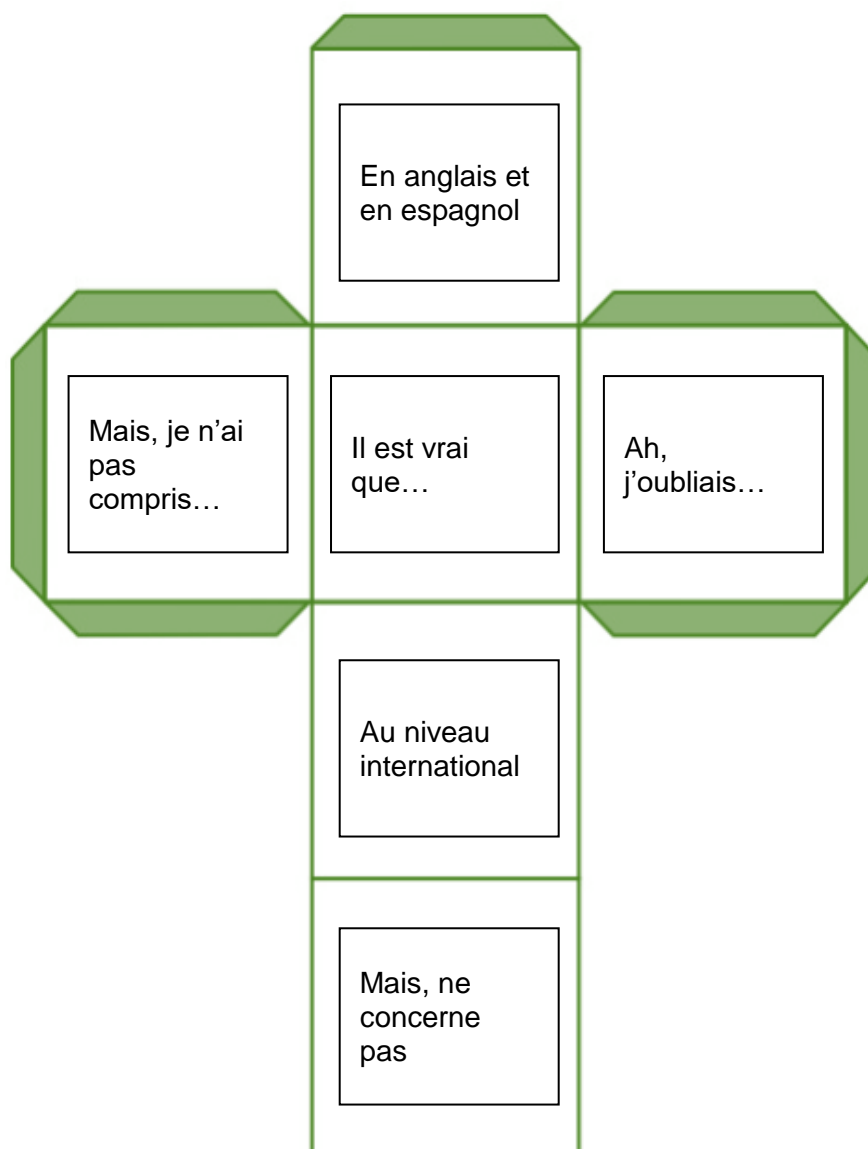 En anglais et
en espagnol
Mais, je n’ai
pas
compris…
Il est vrai
que…
Ah,
j’oubliais…
Au niveau
international
Mais, ne
concerne
pas